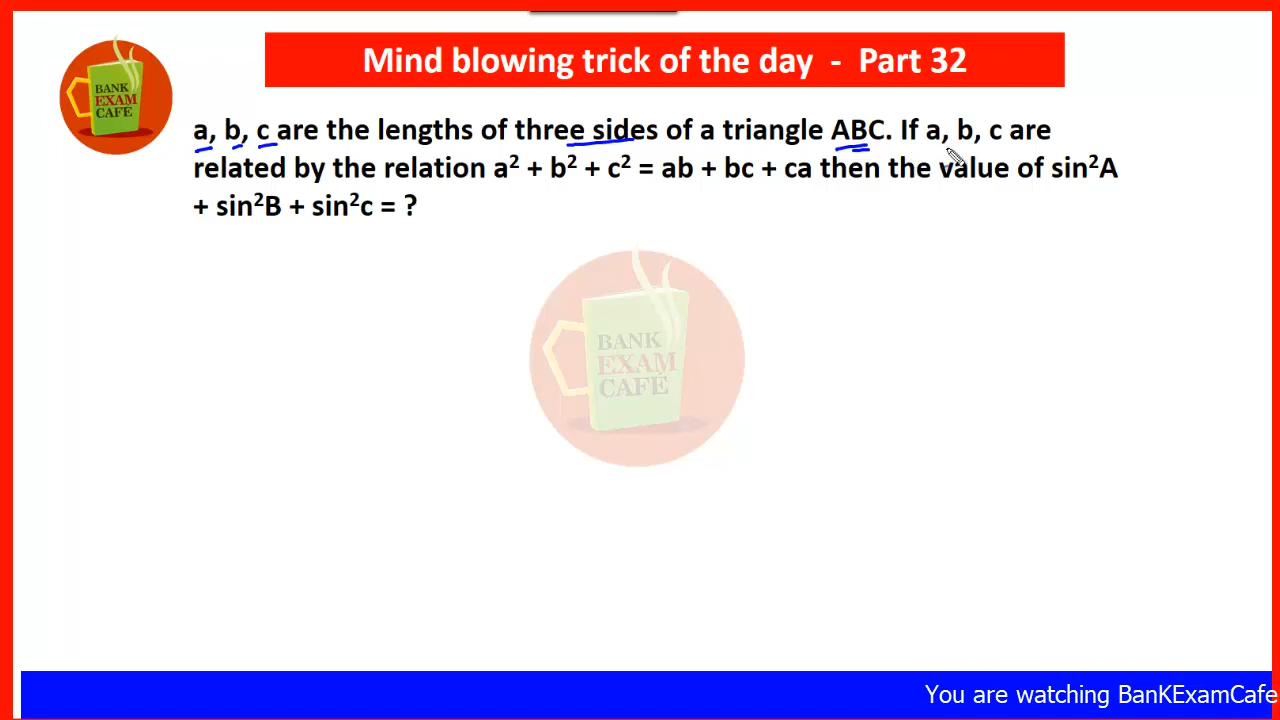 BANK
EXAM
CAFE
Mind blowing trick of the day - Part 32
a, b, c are the lengths of three sides of a triangle ABC. If a, b, c are
related by the relation a² + b² + c² = ab + bc + ca then the value of sin²A
+ sin²B + sin²c = ?
BANK
EXAM
CAFE
You are watching BanKExamCafe